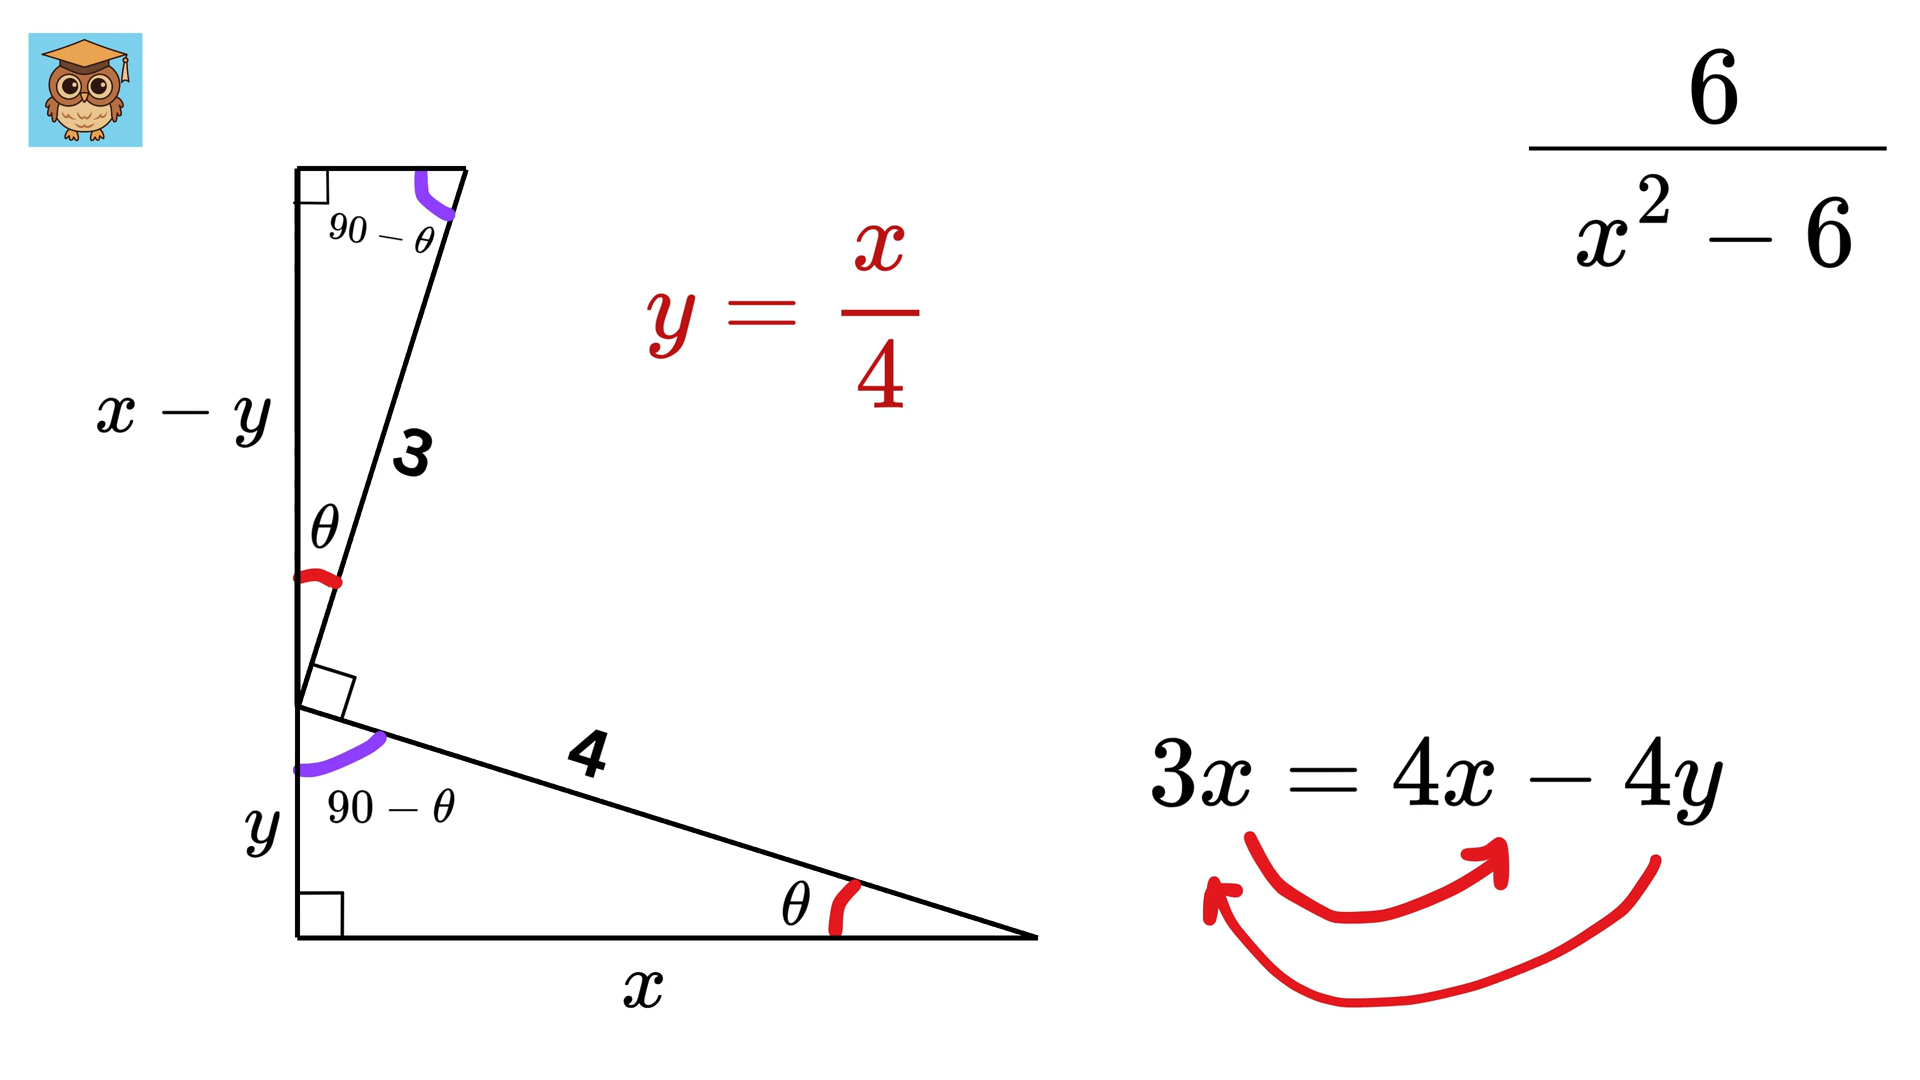 6
x² − 6
90 − θ
y = x/4
x − y
3
θ
4
3x = 4x − 4y
y
90 − θ
θ
x